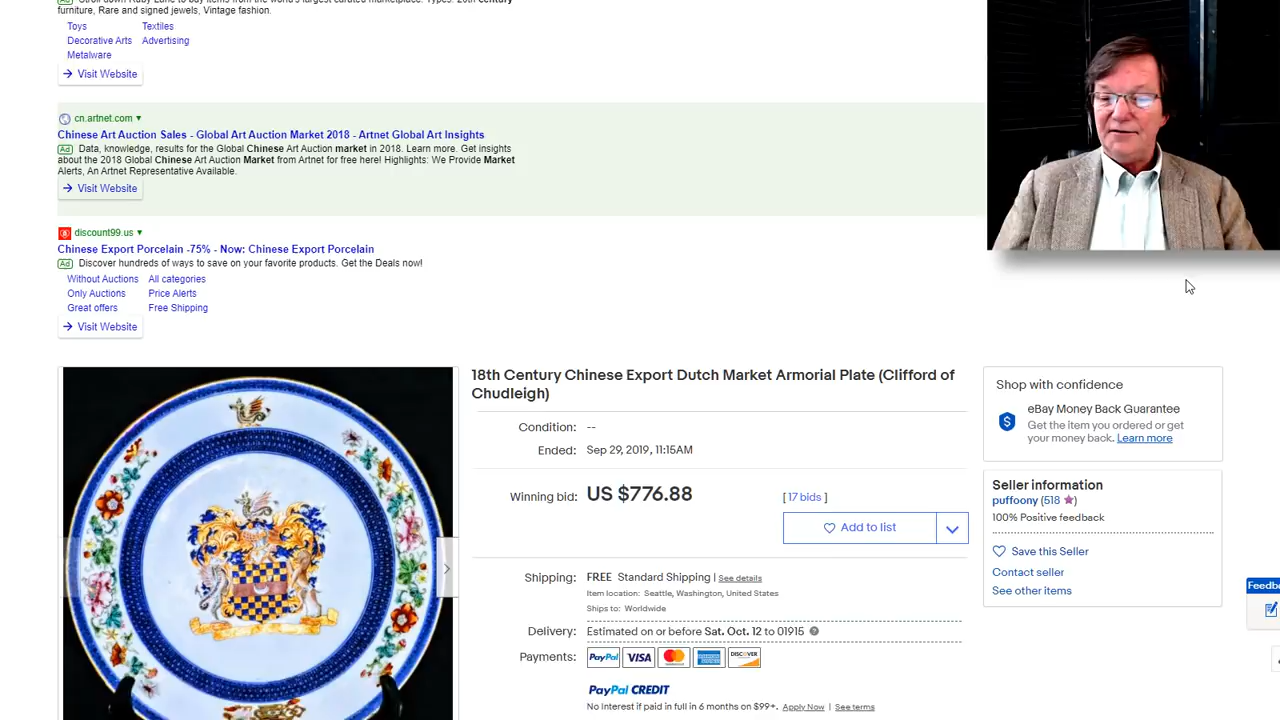 furniture, Rare and signed jewels, Vintage fashion.
Toys Textiles
Decorative Arts Advertising
Metalware
Visit Website
cn.artnet.com
Chinese Art Auction Sales - Global Art Auction Market 2018 - Artnet Global Art Insights
Ad Data, knowledge, results for the Global Chinese Art Auction market in 2018. Learn more. Get insights
about the 2018 Global Chinese Art Auction Market from Artnet for free here! Highlights: We Provide Market
Alerts, An Artnet Representative Available.
Visit Website
discount99.us
Chinese Export Porcelain -75% - Now: Chinese Export Porcelain
Ad Discover hundreds of ways to save on your favorite products. Get the Deals now!
Without Auctions All categories
Only Auctions Price Alerts
Great offers Free Shipping
Visit Website
18th Century Chinese Export Dutch Market Armorial Plate (Clifford of
Chudleigh)
Condition: --
Ended: Sep 29, 2019, 11:15AM
Winning bid: US $776.88 [ 17 bids ]
Add to list
Shipping: FREE Standard Shipping | See details
Item location: Seattle, Washington, United States
Ships to: Worldwide
Delivery: Estimated on or before Sat. Oct. 12 to 01915
Payments: PayPal VISA MasterCard AMERICAN EXPRESS DISCOVER
PayPal CREDIT
No Interest if paid in full in 6 months on $99+. Apply Now | See terms
Shop with confidence
eBay Money Back Guarantee
Get the item you ordered or get
your money back. Learn more
Seller information
puffoony (518)
100% Positive feedback
Save this Seller
Contact seller
See other items